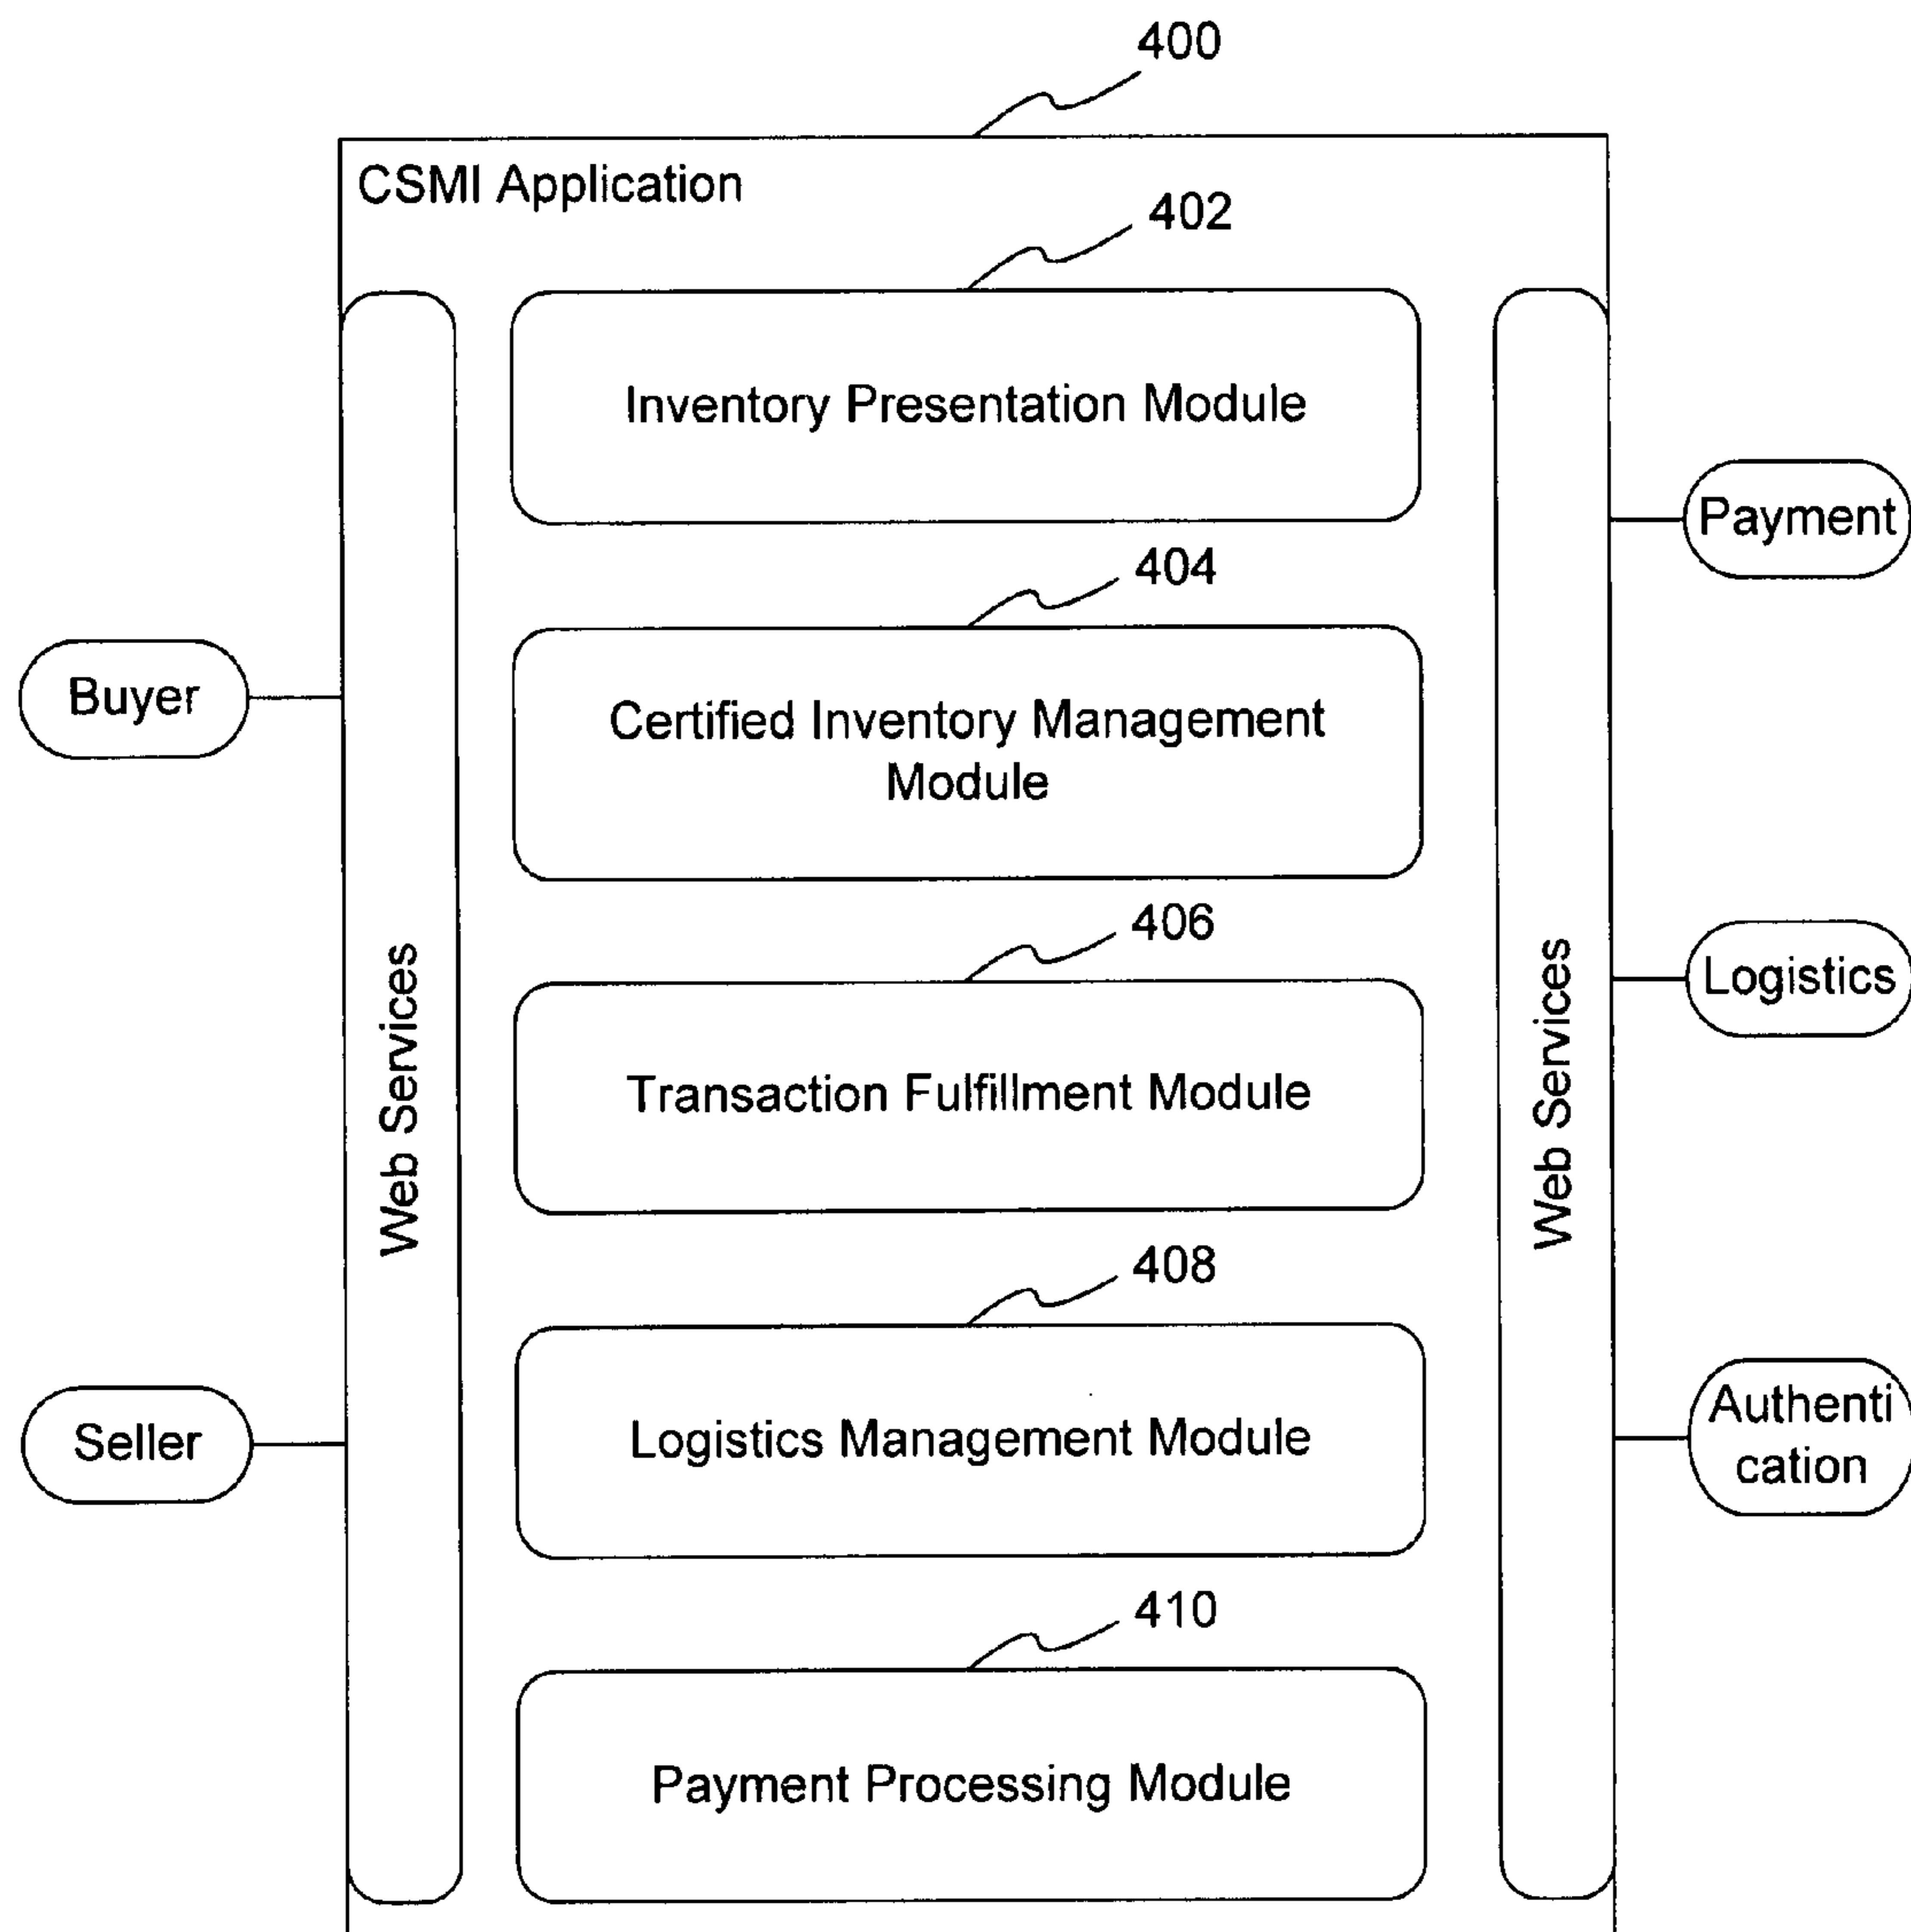 400
CSMI Application
402
Inventory Presentation Module
Payment
404
Buyer
Certified Inventory Management
Module
406
Logistics
Web Services
Web Services
Transaction Fulfillment Module
408
Seller
Logistics Management Module
Authenti
cation
410
Payment Processing Module